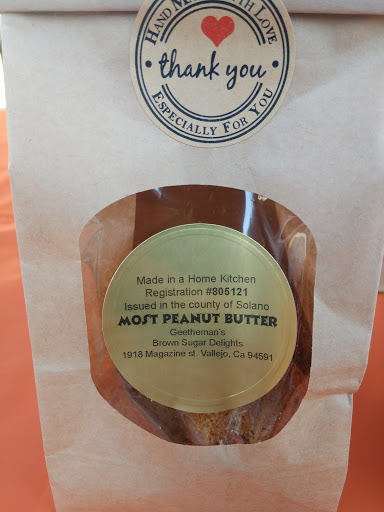 HAND MADE WITH LOVE
thank you
ESPECIALLY FOR YOU
Made in a Home Kitchen
Registration #805121
Issued in the county of Solano
MOST PEANUT BUTTER
Geetheman's
Brown Sugar Delights
1918 Magazine st. Vallejo, Ca 94591